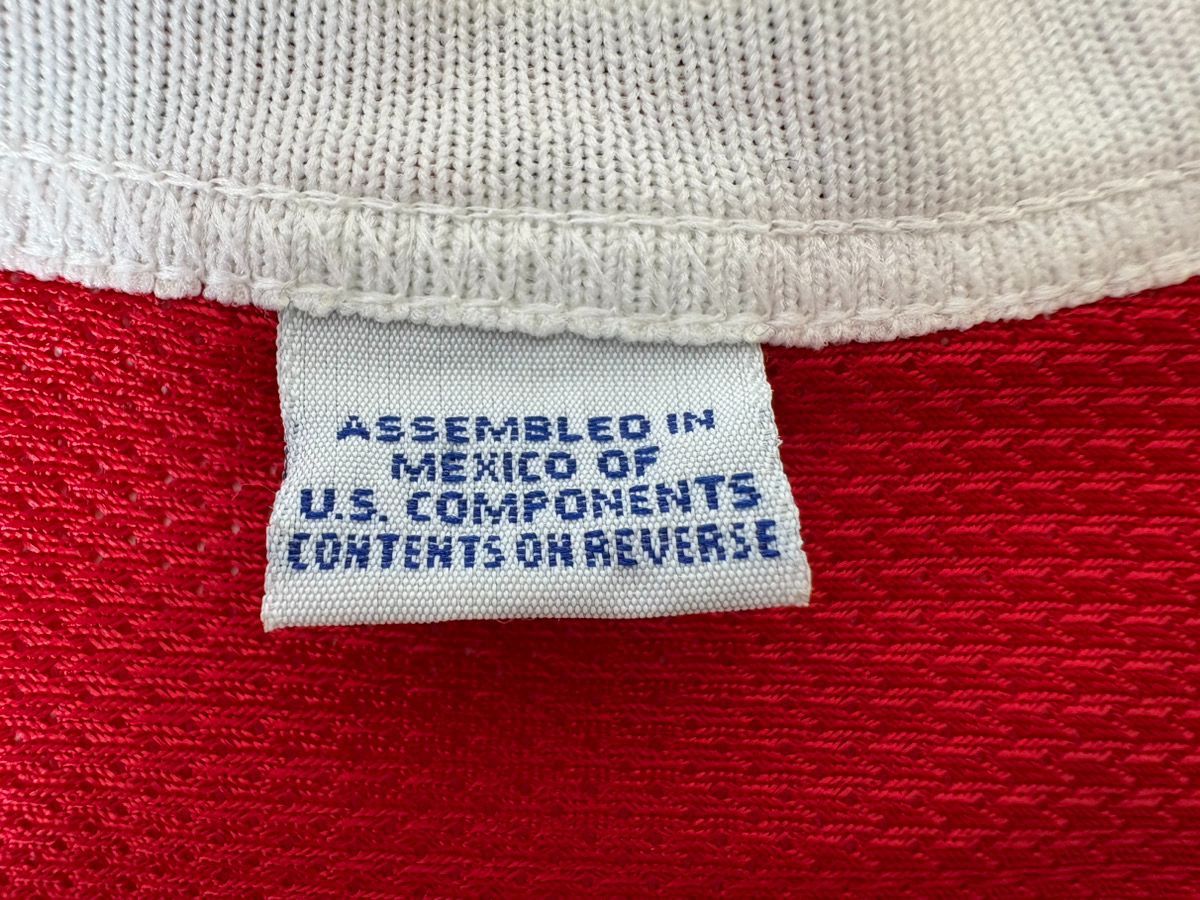 ASSEMBLED IN
MEXICO OF
U.S. COMPONENTS
CONTENTS ON REVERSE